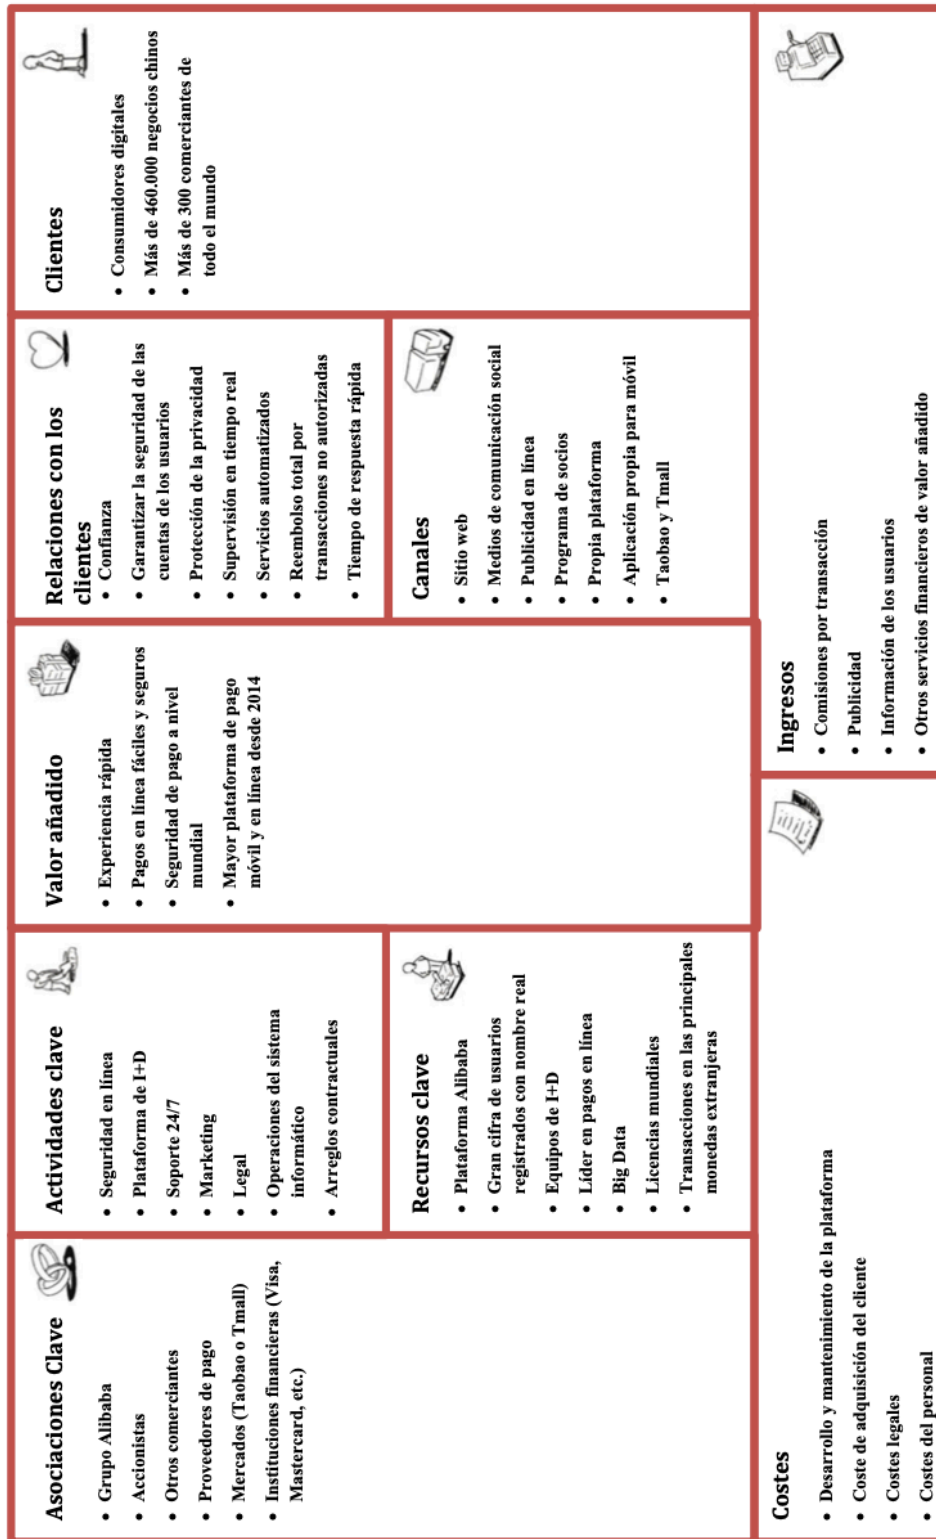 Asociaciones Clave
• Grupo Alibaba
• Accionistas
• Otros comerciantes
• Proveedores de pago
• Mercados (Taobao o Tmall)
• Instituciones financieras (Visa,
Mastercard, etc.)
Actividades clave
• Seguridad en línea
• Plataforma de I+D
• Soporte 24/7
• Marketing
• Legal
• Operaciones del sistema
informático
• Arreglos contractuales
Recursos clave
• Plataforma Alibaba
• Gran cifra de usuarios
registrados con nombre real
• Equipos de I+D
• Líder en pagos en línea
• Big Data
• Licencias mundiales
• Transacciones en las principales
monedas extranjeras
Valor añadido
• Experiencia rápida
• Pagos en línea fáciles y seguros
• Seguridad de pago a nivel
mundial
• Mayor plataforma de pago
móvil y en línea desde 2014
Relaciones con los
clientes
• Confianza
• Garantizar la seguridad de las
cuentas de los usuarios
• Protección de la privacidad
• Supervisión en tiempo real
• Servicios automatizados
• Reembolso total por
transacciones no autorizadas
• Tiempo de respuesta rápida
Canales
• Sitio web
• Medios de comunicación social
• Publicidad en línea
• Programa de socios
• Propia plataforma
• Aplicación propia para móvil
• Taobao y Tmall
Clientes
• Consumidores digitales
• Más de 460.000 negocios chinos
• Más de 300 comerciantes de
todo el mundo
Costes
• Desarrollo y mantenimiento de la plataforma
• Coste de adquisición del cliente
• Costes legales
• Costes del personal
Ingresos
• Comisiones por transacción
• Publicidad
• Información de los usuarios
• Otros servicios financieros de valor añadido